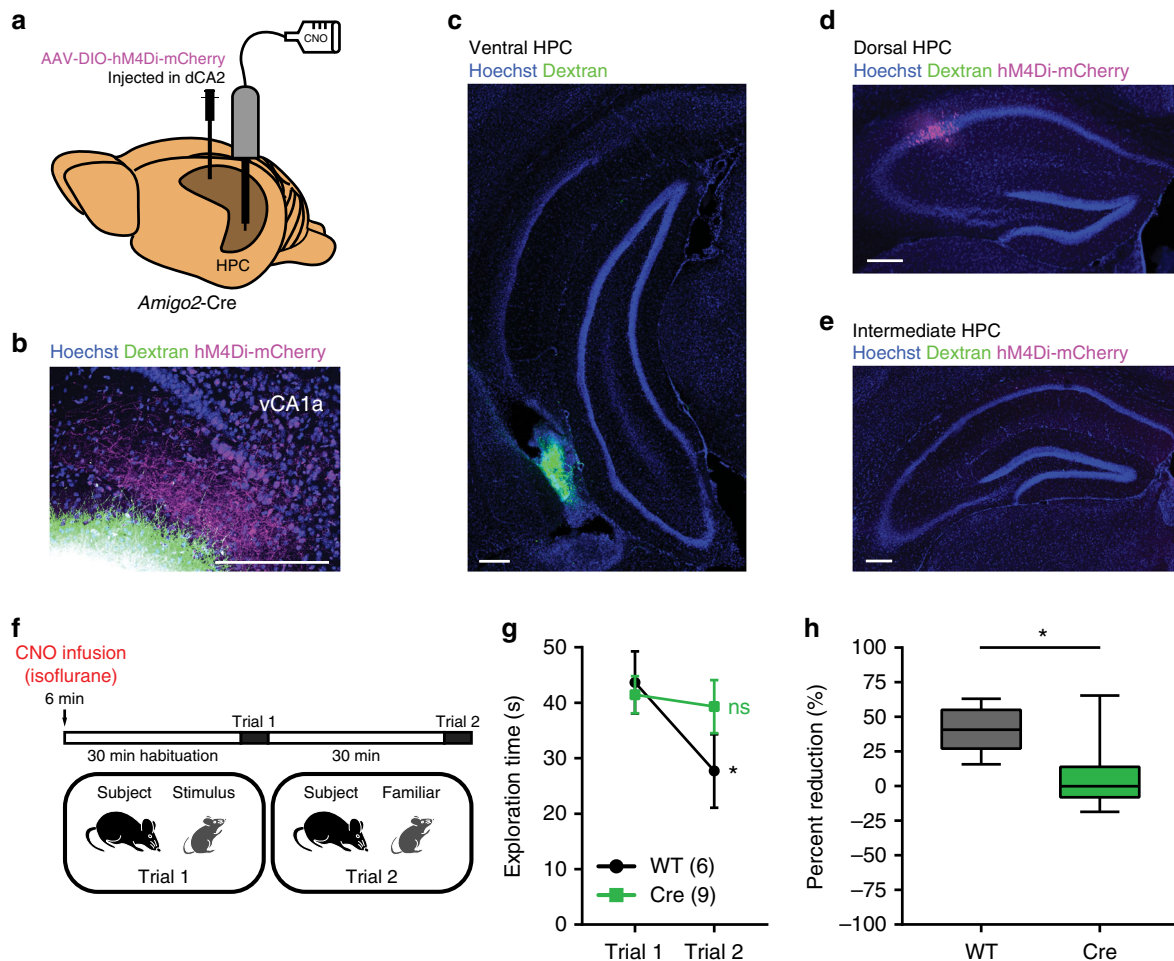 a
CNO
AAV-DIO-hM4Di-mCherry
Injected in dCA2
HPC
Amigo2-Cre
b
Hoechst Dextran hM4Di-mCherry
vCA1a
c
Ventral HPC
Hoechst Dextran
d
Dorsal HPC
Hoechst Dextran hM4Di-mCherry
e
Intermediate HPC
Hoechst Dextran hM4Di-mCherry
f
CNO infusion
(isoflurane)
6 min
Trial 1
Trial 2
30 min habituation
30 min
Subject Stimulus
Trial 1
Subject Familiar
Trial 2
g
Exploration time (s)
50
40
30
20
10
0
ns
*
WT (6)
Cre (9)
Trial 1 Trial 2
h
Percent reduction (%)
100
75
50
25
0
−25
−50
−75
−100
*
WT Cre